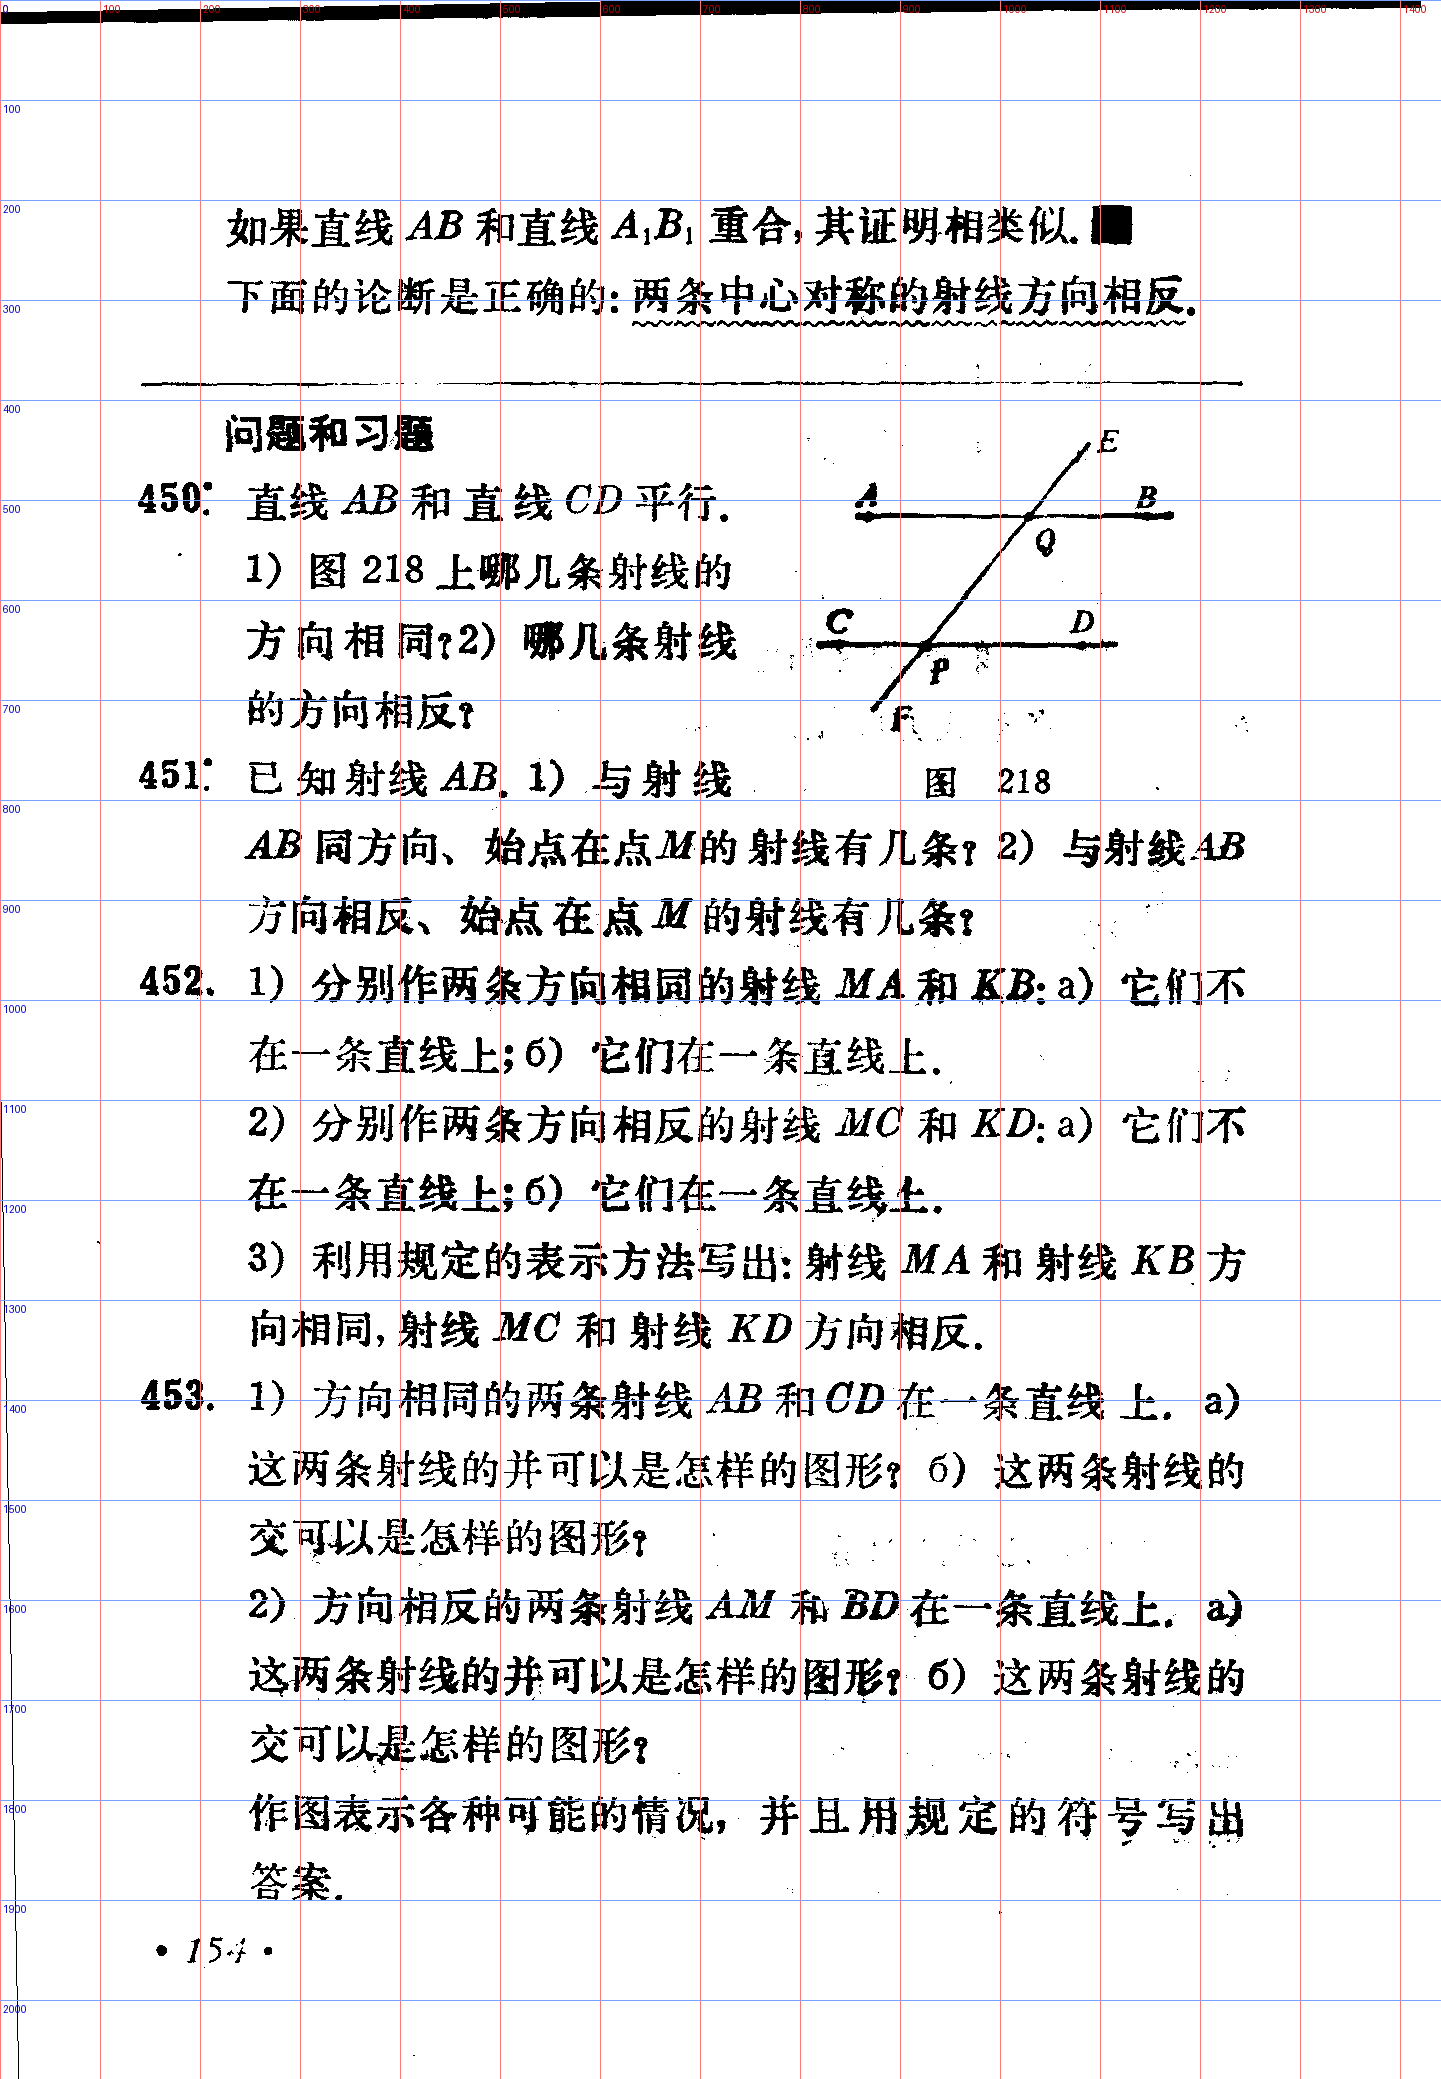 如果直线 AB 和直线 A₁B₁ 重合, 其证明相类似. ■
下面的论断是正确的: 两条中心对称的射线方向相反.
问题和习题
450: 直线 AB 和直线 CD 平行.
1) 图 218 上哪几条射线的
方向相同? 2) 哪几条射线
的方向相反?
E
A B
Q
C D
P
F
图 218
451: 已知射线 AB. 1) 与射线
AB 同方向、始点在点 M 的射线有几条? 2) 与射线 AB
方向相反、始点在点 M 的射线有几条?
452. 1) 分别作两条方向相同的射线 MA 和 KB: а) 它们不
在一条直线上; б) 它们在一条直线上.
2) 分别作两条方向相反的射线 MC 和 KD: а) 它们不
在一条直线上; б) 它们在一条直线上.
3) 利用规定的表示方法写出: 射线 MA 和射线 KB 方
向相同, 射线 MC 和射线 KD 方向相反.
453. 1) 方向相同的两条射线 AB 和 CD 在一条直线上. а)
这两条射线的并可以是怎样的图形? б) 这两条射线的
交可以是怎样的图形?
2) 方向相反的两条射线 AM 和 BD 在一条直线上. а)
这两条射线的并可以是怎样的图形? б) 这两条射线的
交可以是怎样的图形?
作图表示各种可能的情况, 并且用规定的符号写出
答案.
• 154 •